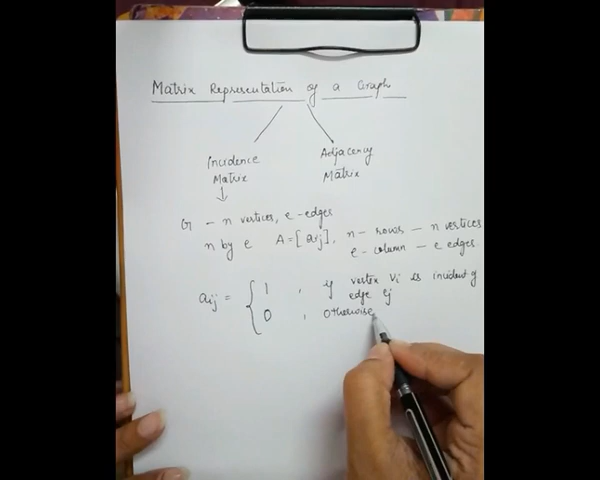 Matrix Representation of a Graph
Incidence Matrix
Adjacency Matrix
G - n vertices, e-edges
n by e A = [aij], n-rows - n vertices
e-column - e edges
aij = { 1 , if vertex Vi is incident of edge ej
0 , otherwise